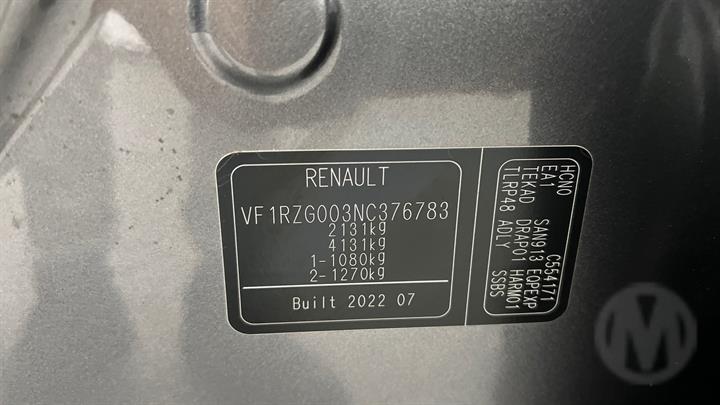 RENAULT
VF1RZG003NC376783
2131kg
4131kg
1-1080kg
2-1270kg
Built 2022 07
HCNO C554171
EA1 SAN913 EQPEXP
TEKAD DRAP01 HARM01
TLRP48 ADLY SSBS
M